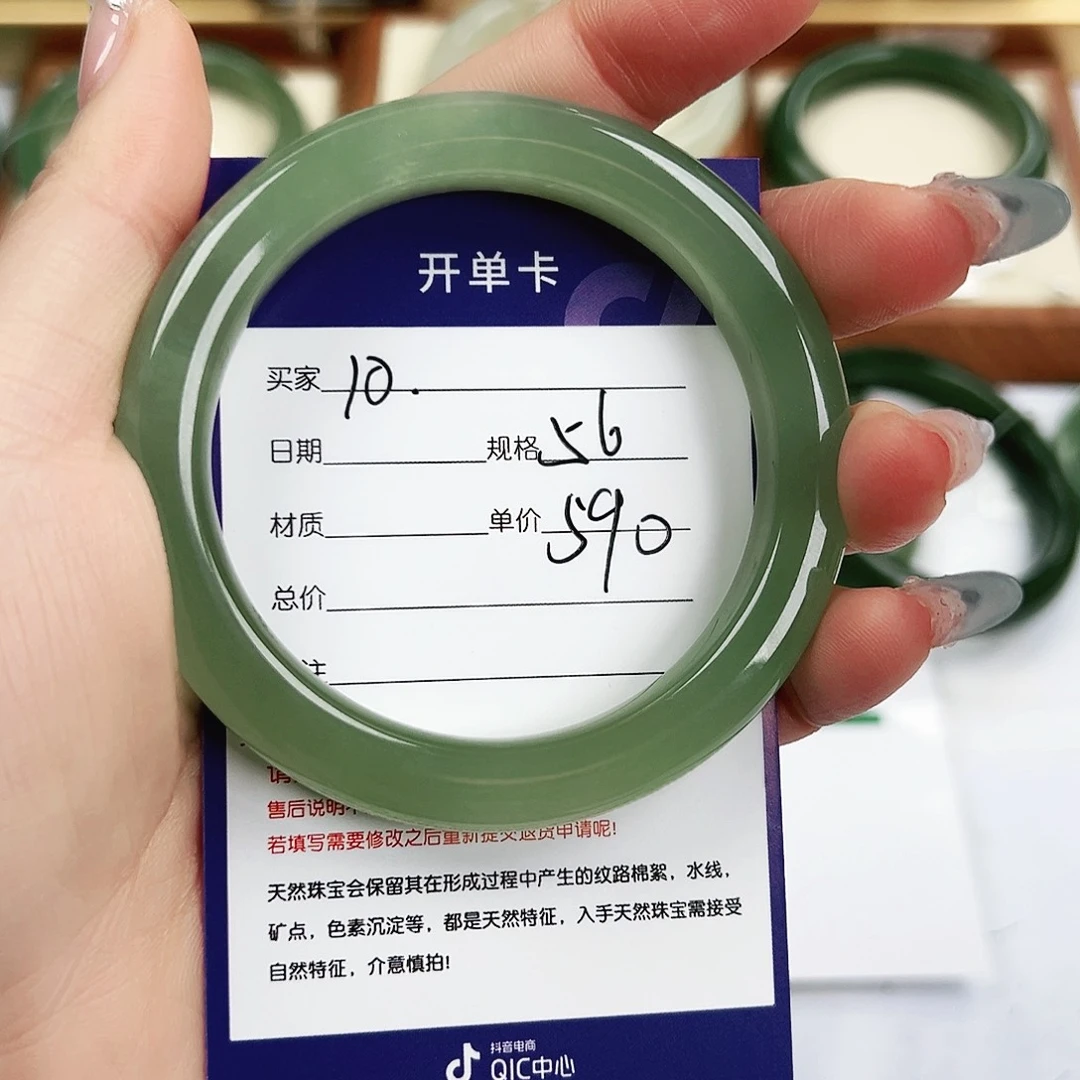 开单卡
买家 10.
日期 规格 56
材质 单价 590
总价
注
售后说明
若填写需要修改之后重新提交退货申请呢!
天然珠宝会保留其在形成过程中产生的纹路棉絮，水线，
矿点，色素沉淀等，都是天然特征，入手天然珠宝需接受
自然特征，介意慎拍!
抖音电商
QIC中心